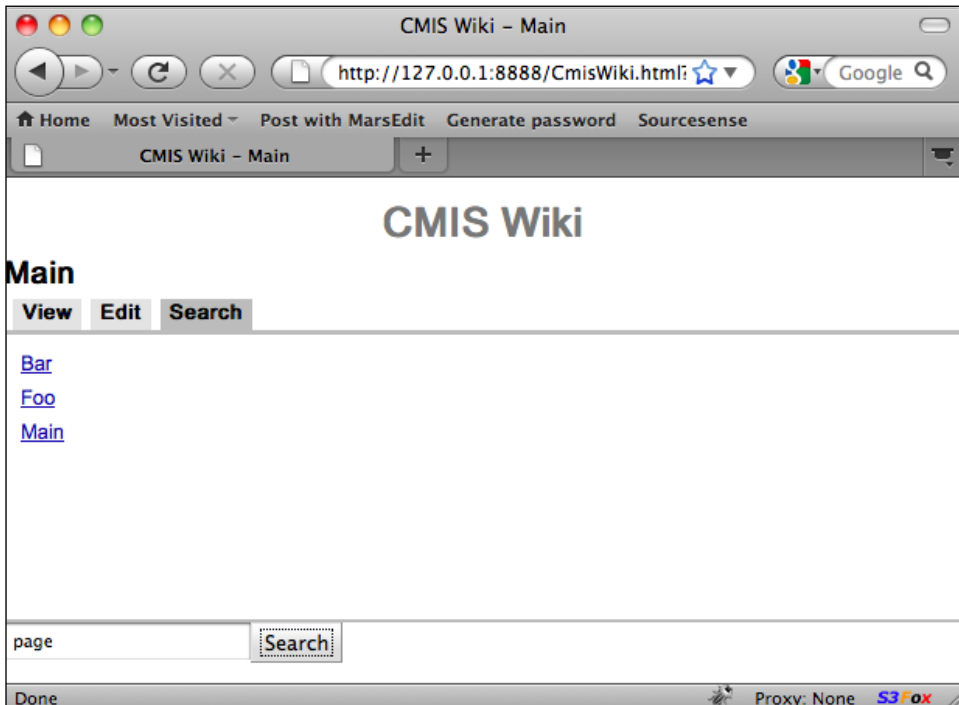 CMIS Wiki – Main
http://127.0.0.1:8888/CmisWiki.html? Google
Home Most Visited Post with MarsEdit Generate password Sourcesense
CMIS Wiki – Main +
CMIS Wiki
Main
View Edit Search
Bar
Foo
Main
page Search
Done Proxy: None S3Fox